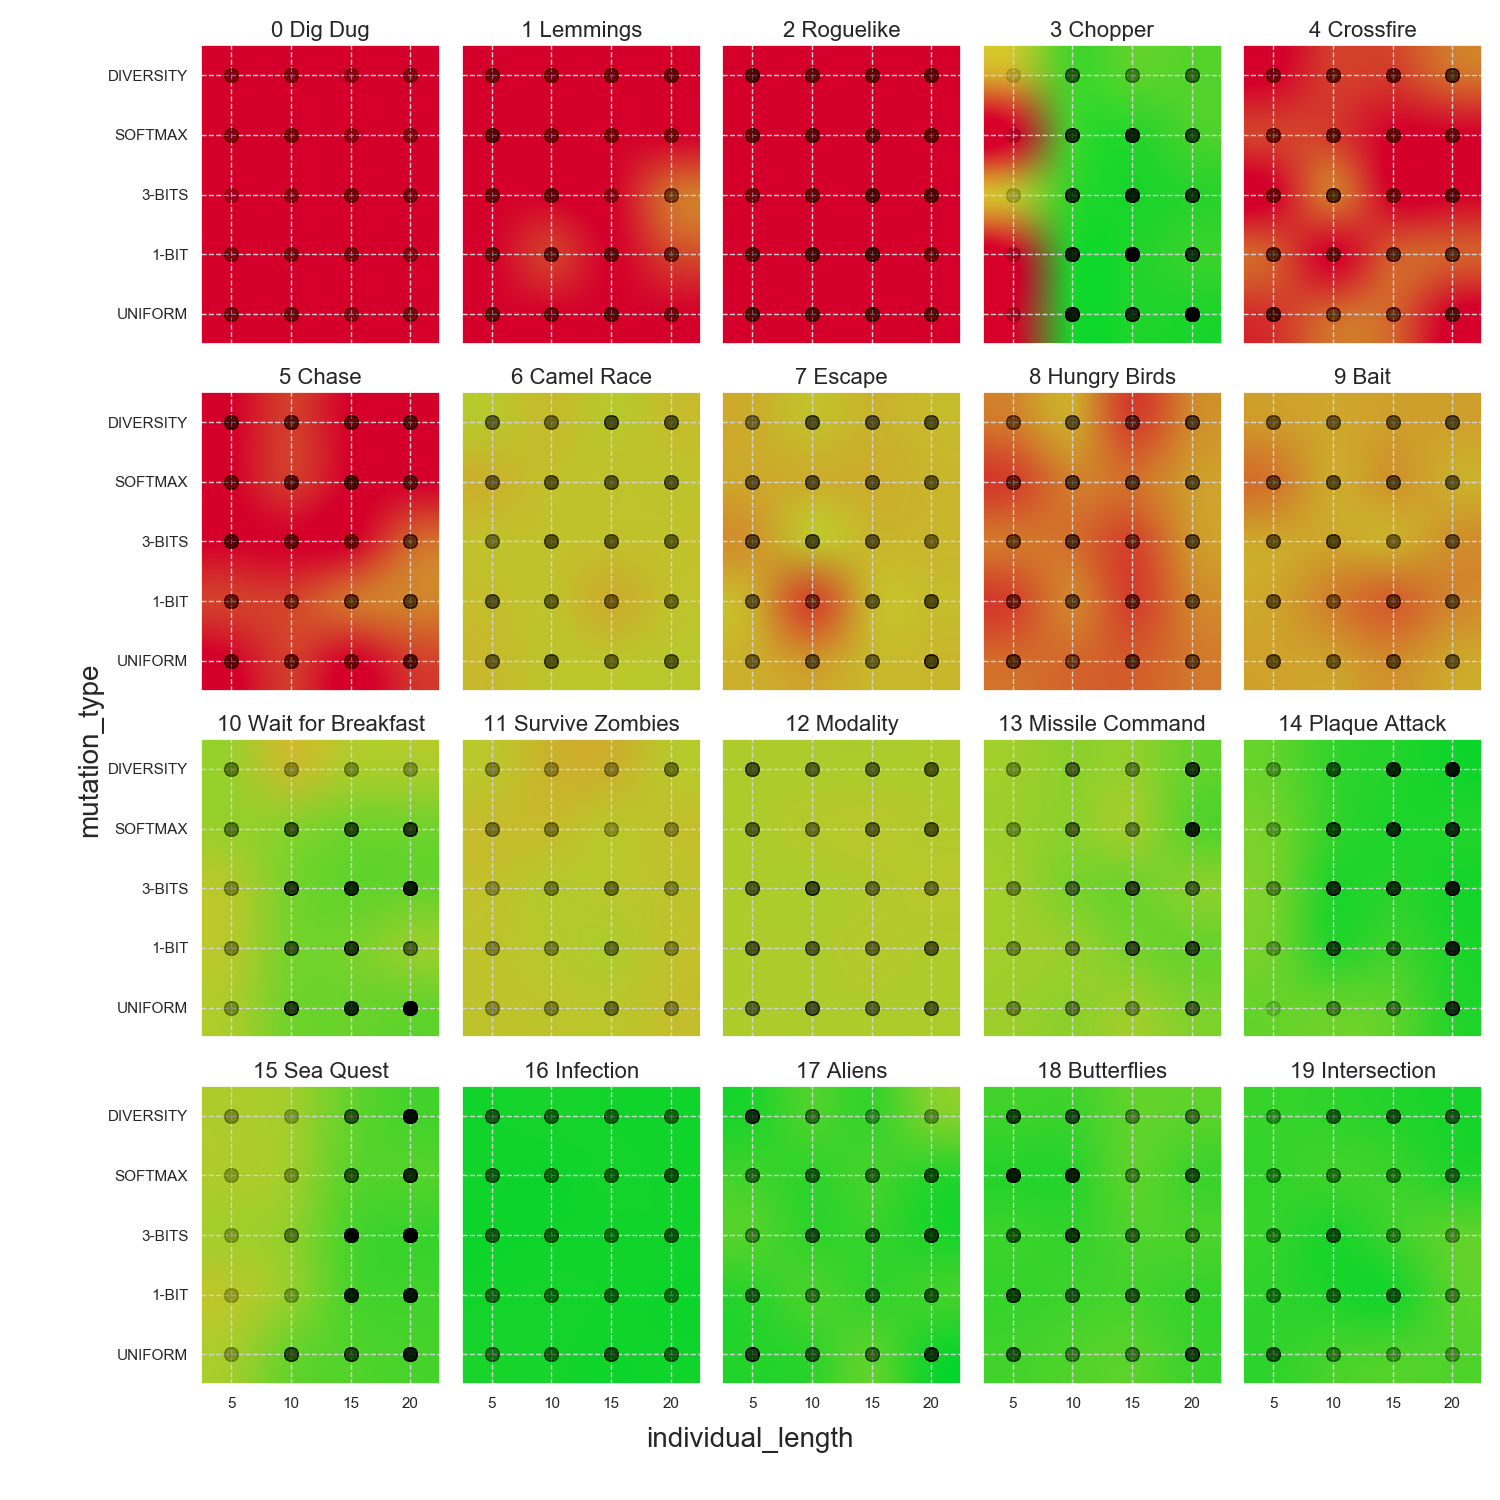 0 Dig Dug
1 Lemmings
2 Roguelike
3 Chopper
4 Crossfire
DIVERSITY
SOFTMAX
3-BITS
1-BIT
UNIFORM
5 Chase
6 Camel Race
7 Escape
8 Hungry Birds
9 Bait
DIVERSITY
SOFTMAX
3-BITS
1-BIT
UNIFORM
mutation_type
10 Wait for Breakfast
11 Survive Zombies
12 Modality
13 Missile Command
14 Plaque Attack
DIVERSITY
SOFTMAX
3-BITS
1-BIT
UNIFORM
15 Sea Quest
16 Infection
17 Aliens
18 Butterflies
19 Intersection
DIVERSITY
SOFTMAX
3-BITS
1-BIT
UNIFORM
5 10 15 20
5 10 15 20
5 10 15 20
5 10 15 20
5 10 15 20
individual_length